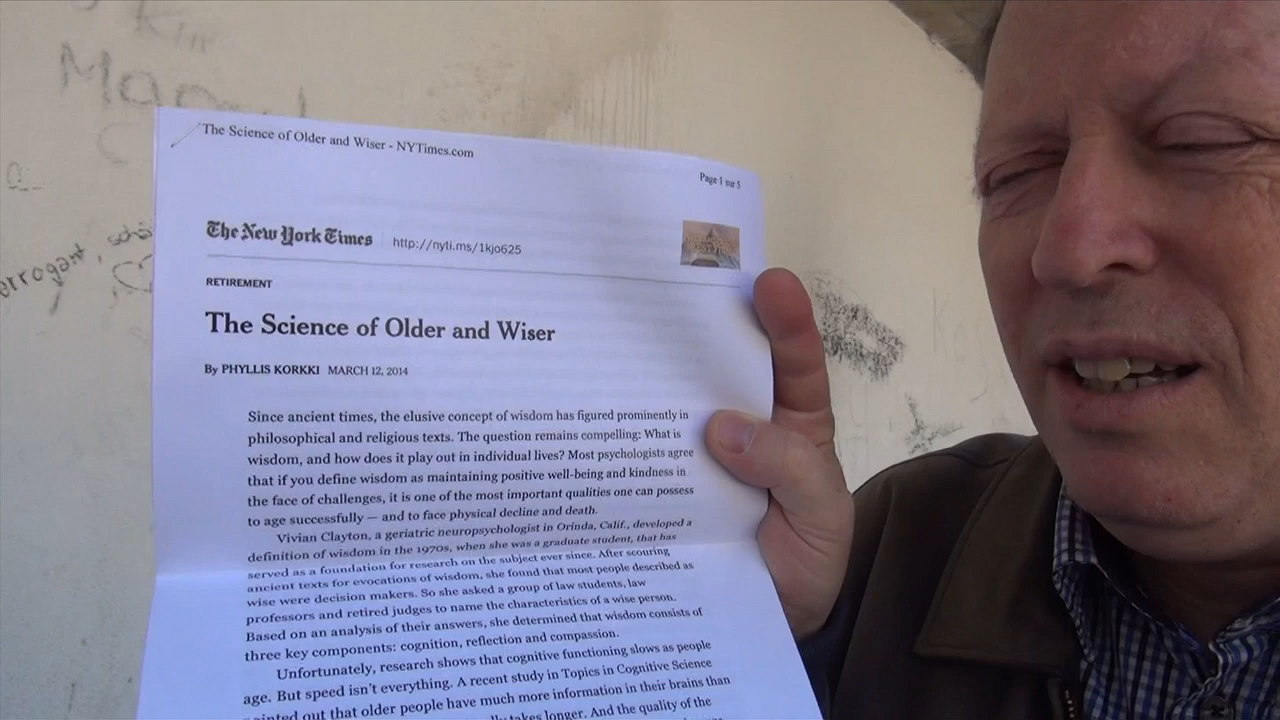 Kill
The Science of Older and Wiser - NYTimes.com
Page 1 sur 5
The New York Times http://nyti.ms/1kjo625
RETIREMENT
The Science of Older and Wiser
By PHYLLIS KORKKI MARCH 12, 2014
Since ancient times, the elusive concept of wisdom has figured prominently in
philosophical and religious texts. The question remains compelling: What is
wisdom, and how does it play out in individual lives? Most psychologists agree
that if you define wisdom as maintaining positive well-being and kindness in
the face of challenges, it is one of the most important qualities one can possess
to age successfully — and to face physical decline and death.
Vivian Clayton, a geriatric neuropsychologist in Orinda, Calif., developed a
definition of wisdom in the 1970s, when she was a graduate student, that has
served as a foundation for research on the subject ever since. After scouring
ancient texts for evocations of wisdom, she found that most people described as
wise were decision makers. So she asked a group of law students, law
professors and retired judges to name the characteristics of a wise person.
Based on an analysis of their answers, she determined that wisdom consists of
three key components: cognition, reflection and compassion.
Unfortunately, research shows that cognitive functioning slows as people
age. But speed isn't everything. A recent study in Topics in Cognitive Science
pointed out that older people have much more information in their brains than
takes longer. And the quality of the